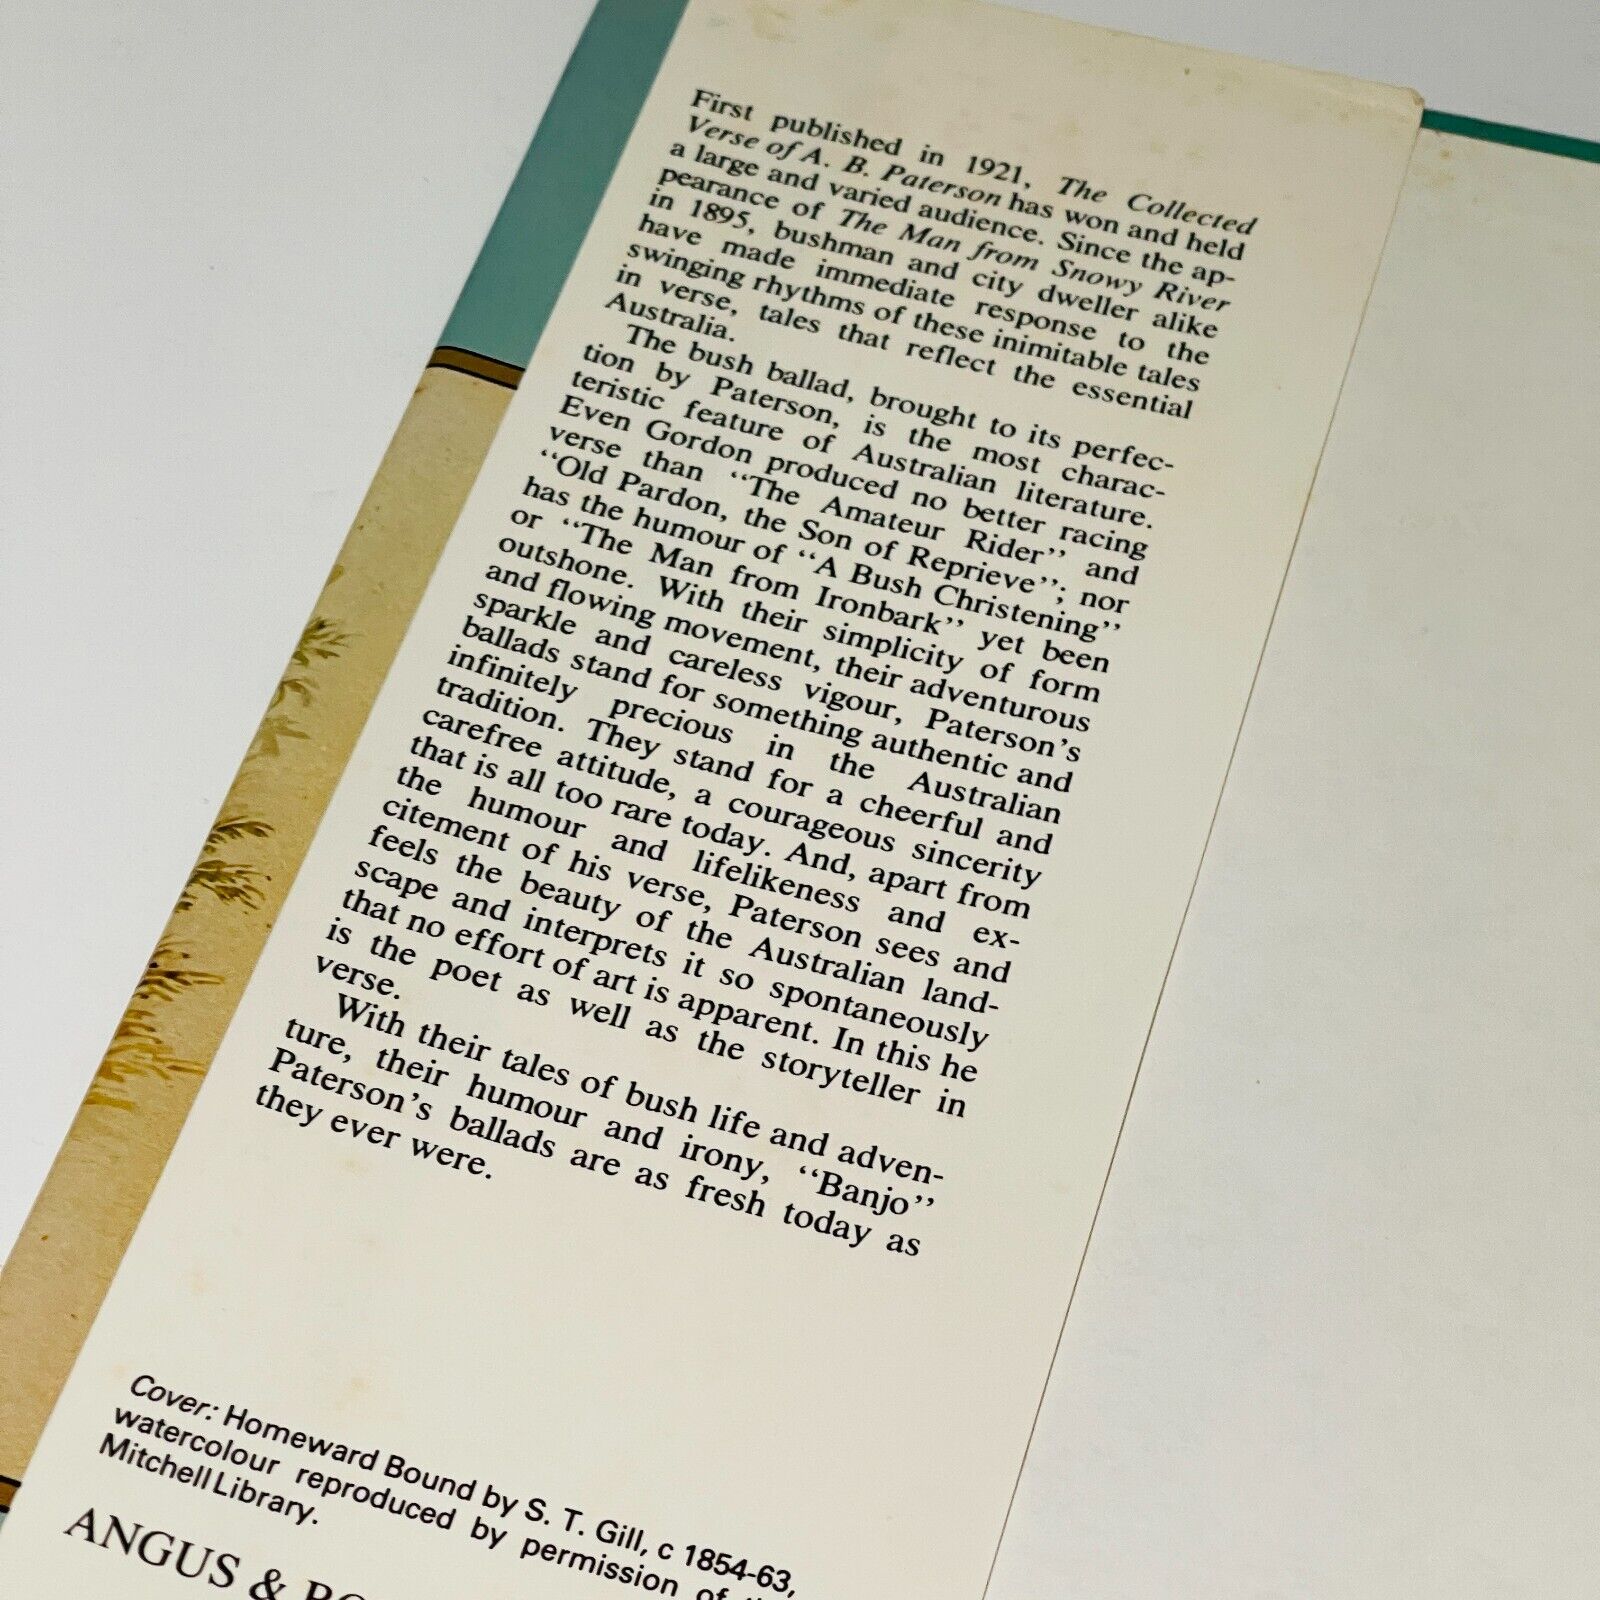 First published in 1921, The Collected
Verse of A. B. Paterson has won and held
a large and varied audience. Since the ap-
pearance of The Man from Snowy River
in 1895, bushman and city dweller alike
have made immediate response to the
swinging rhythms of these inimitable tales
in verse, tales that reflect the essential
Australia.
The bush ballad, brought to its perfec-
tion by Paterson, is the most charac-
teristic feature of Australian literature.
Even Gordon produced no better racing
verse than “The Amateur Rider” and
“Old Pardon, the Son of Reprieve”; nor
has the humour of “A Bush Christening”
or “The Man from Ironbark” yet been
outshone. With their simplicity of form
and flowing movement, their adventurous
sparkle and careless vigour, Paterson’s
ballads stand for something authentic and
infinitely precious in the Australian
tradition. They stand for a cheerful and
carefree attitude, a courageous sincerity
that is all too rare today. And, apart from
the humour and lifelikeness and ex-
citement of his verse, Paterson sees and
feels the beauty of the Australian land-
scape and interprets it so spontaneously
that no effort of art is apparent. In this he
is the poet as well as the storyteller in
verse.
With their tales of bush life and adven-
ture, their humour and irony, “Banjo”
Paterson’s ballads are as fresh today as
they ever were.
Cover: Homeward Bound by S. T. Gill, c 1854-63,
watercolour reproduced by permission of
Mitchell Library.
ANGUS &